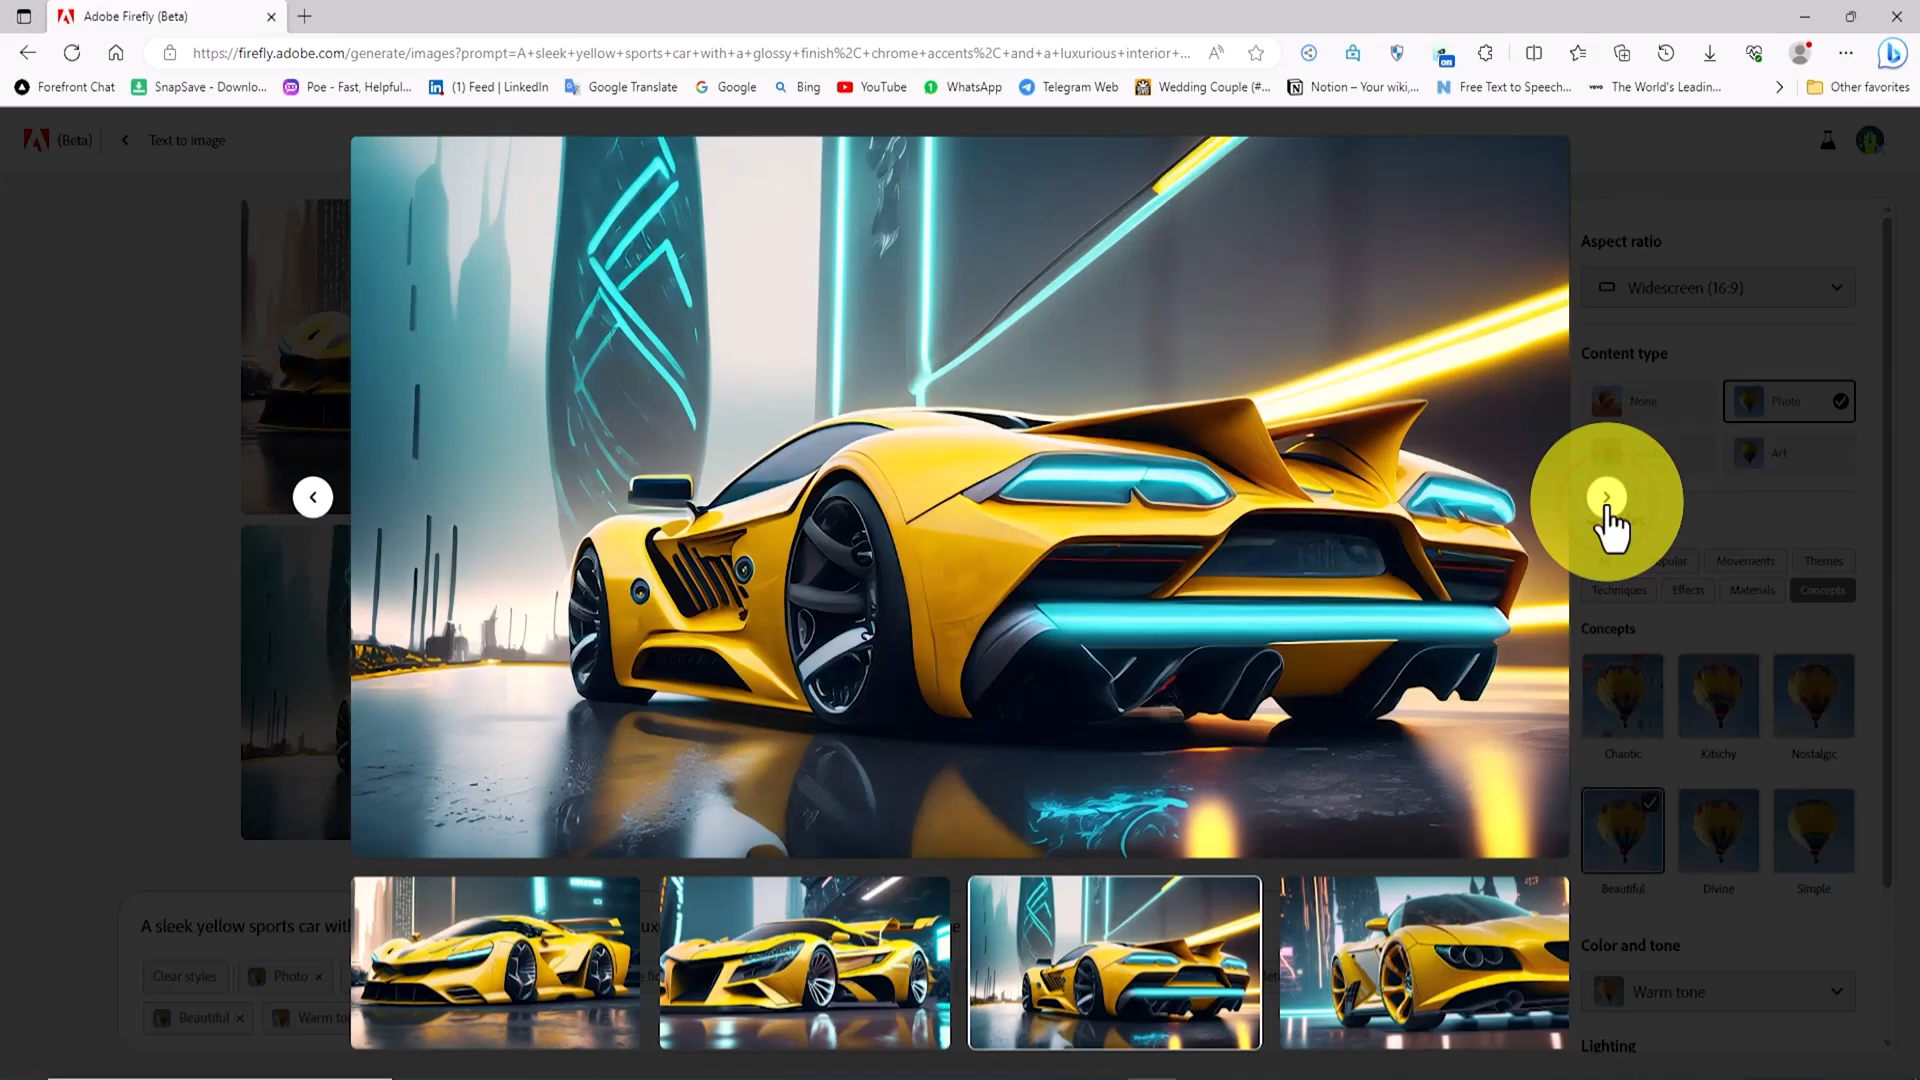 Adobe Firefly (Beta)
https://firefly.adobe.com/generate/images?prompt=A+sleek+yellow+sports+car+with+a+glossy+finish%2C+chrome+accents%2C+and+a+luxurious+interior+...
on
Forefront Chat
SnapSave - Downlo...
Poe - Fast, Helpful...
(1) Feed | LinkedIn
Google Translate
Google
Bing
YouTube
WhatsApp
Telegram Web
Wedding Couple (#...
Notion – Your wiki,...
Free Text to Speech...
The World's Leadin...
Other favorites
(Beta)
Text to image
Aspect ratio
Widescreen (16:9)
Content type
None
Photo
Art
Movements
Themes
Techniques
Effects
Materials
Concepts
Concepts
Chaotic
Kitschy
Nostalgic
Beautiful
Divine
Simple
Color and tone
Warm tone
Lighting
A sleek yellow sports car with
Clear styles
Photo
Beautiful
Warm to